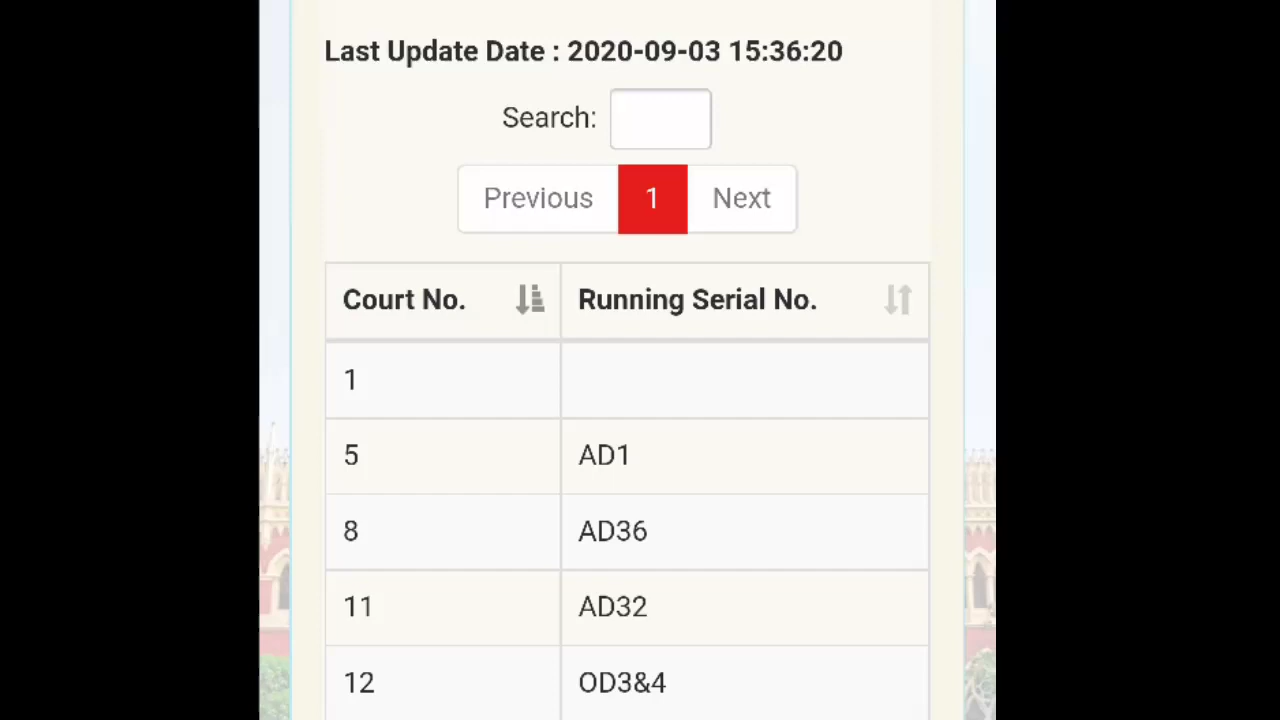 Last Update Date : 2020-09-03 15:36:20
Search:
Previous 1 Next
Court No. Running Serial No.
1
5 AD1
8 AD36
11 AD32
12 OD3&4